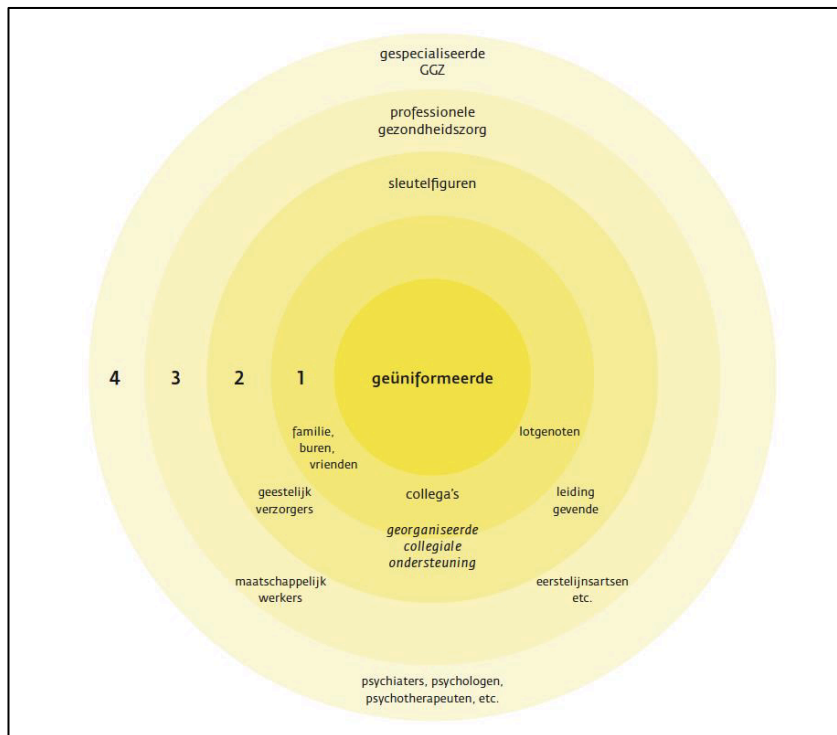 gespecialiseerde
GGZ
professionele
gezondheidszorg
sleutelfiguren
4 3 2 1 geüniformeerde
familie,
buren,
vrienden
lotgenoten
geestelijk
verzorgers
collega's
leiding
gevende
georganiseerde
collegiale
ondersteuning
maatschappelijk
werkers
eerstelijnsartsen
etc.
psychiaters, psychologen,
psychotherapeuten, etc.